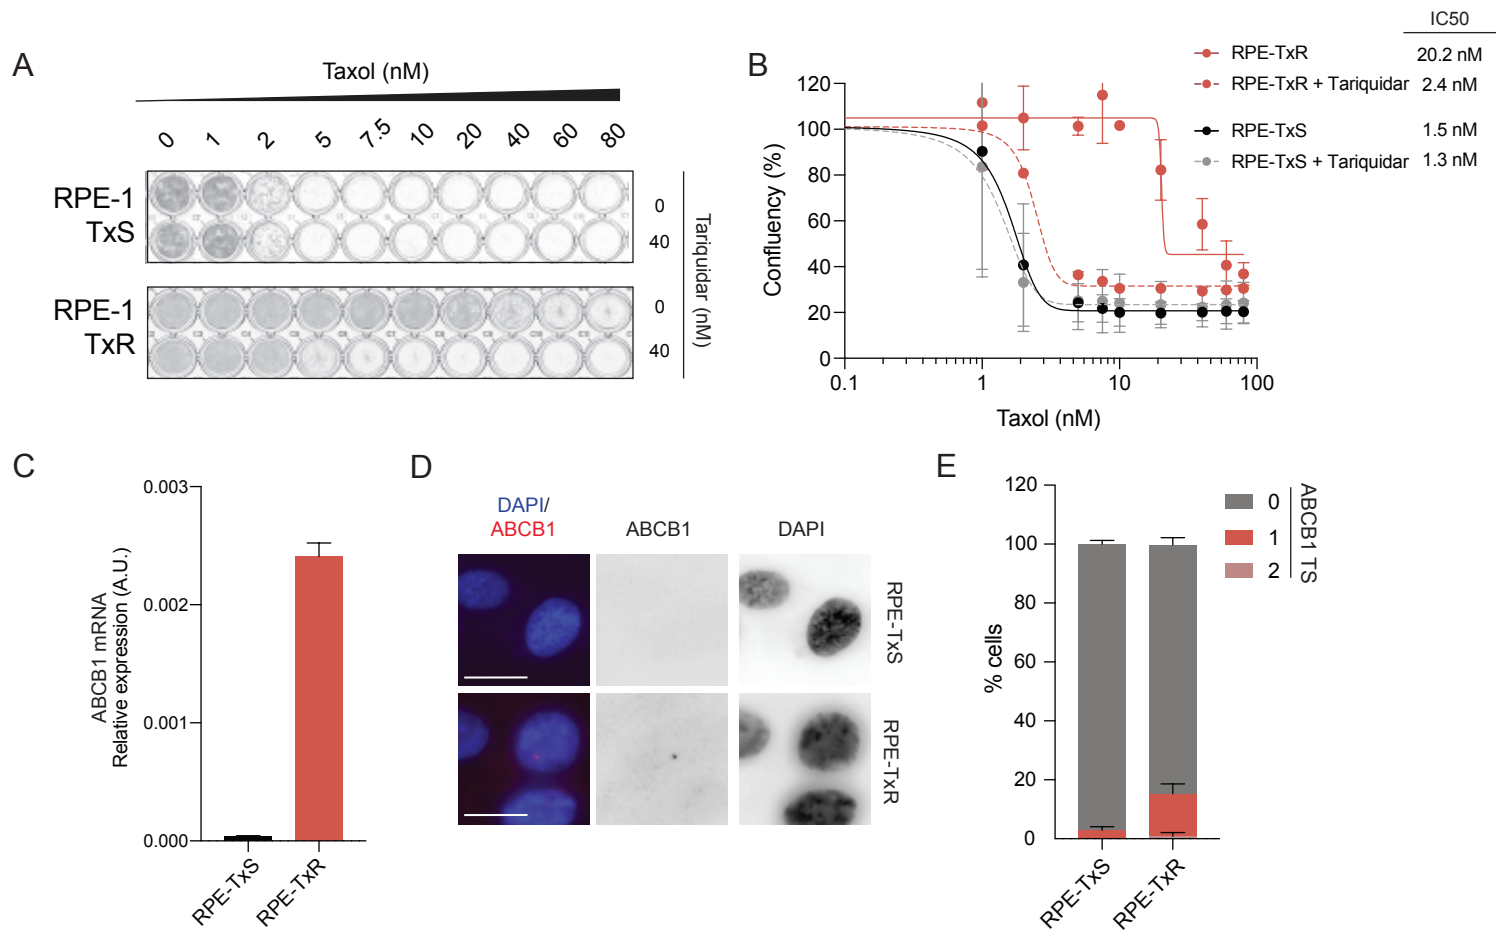 A
Taxol (nM)
0 1 2 5 7.5 10 20 40 60 80
RPE-1
TxS
0
40
RPE-1
TxR
0
40
Tariquidar (nM)
B
IC50
RPE-TxR 20.2 nM
RPE-TxR + Tariquidar 2.4 nM
RPE-TxS 1.5 nM
RPE-TxS + Tariquidar 1.3 nM
Confluency (%)
120
100
80
60
40
20
0
0.1 1 10 100
Taxol (nM)
C
ABCB1 mRNA
Relative expression (A.U.)
0.003
0.002
0.001
0.000
RPE-TxS
RPE-TxR
D
DAPI/
ABCB1
ABCB1
DAPI
RPE-TxS
RPE-TxR
E
% cells
120
100
80
60
40
20
0
RPE-TxS
RPE-TxR
0
1
2
ABCB1 TS